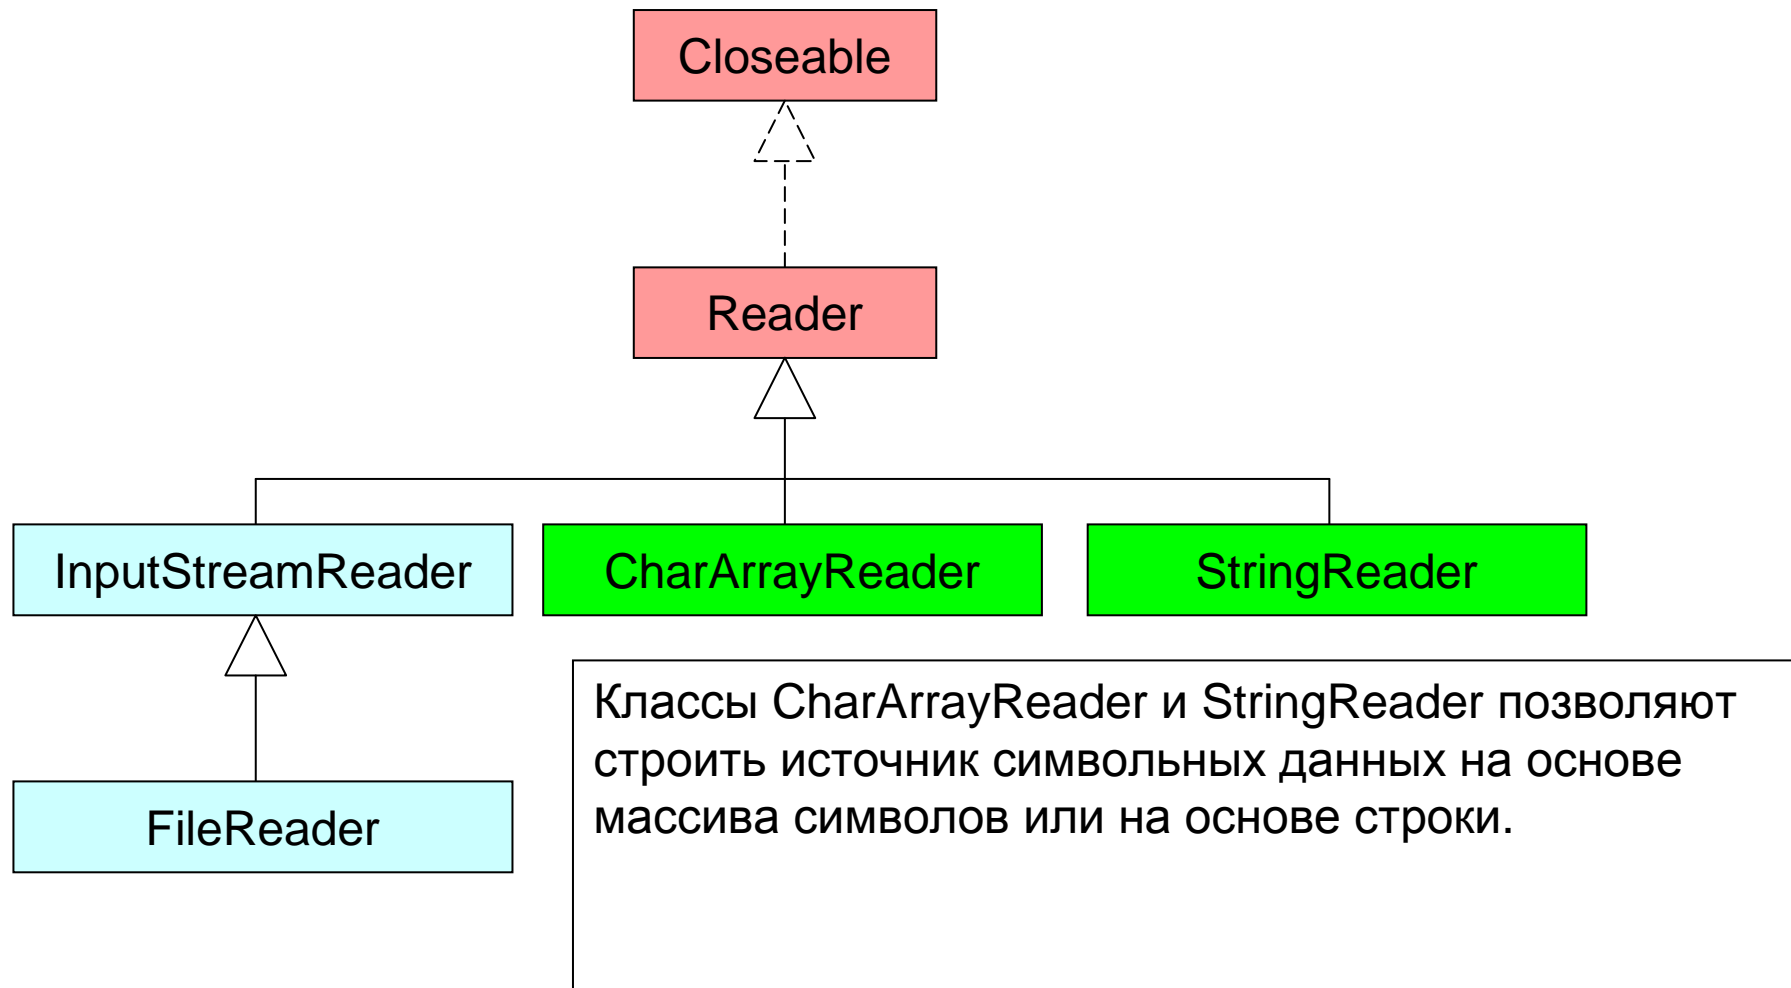 Closeable
Reader
InputStreamReader
CharArrayReader
StringReader
FileReader
Классы CharArrayReader и StringReader позволяют
строить источник символьных данных на основе
массива символов или на основе строки.